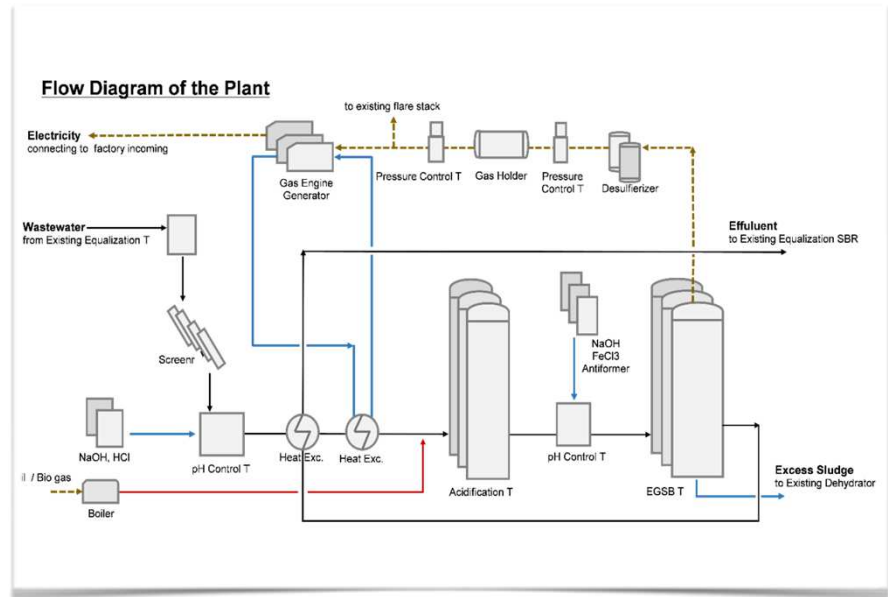 Flow Diagram of the Plant
to existing flare stack
Electricity
connecting to factory incoming
Gas Engine
Generator
Pressure Control T
Gas Holder
Pressure
Control T
Desulfierizer
Wastewater
from Existing Equalization T
Effuluent
to Existing Equalization SBR
Screenr
NaOH
FeCl3
Antiformer
NaOH, HCl
pH Control T
Heat Exc.
Heat Exc.
pH Control T
Acidification T
EGSB T
Excess Sludge
to Existing Dehydrator
il / Bio gas
Boiler